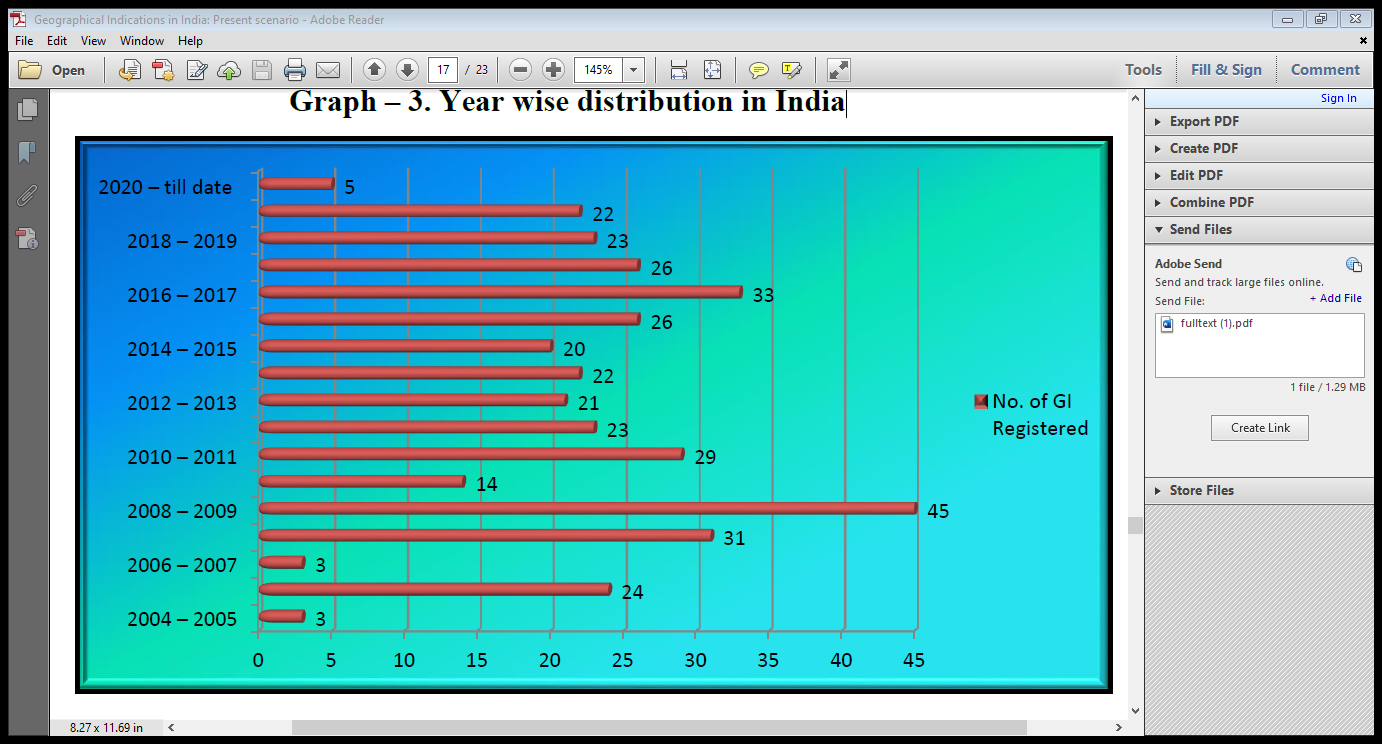 Geographical Indications in India: Present scenario - Adobe Reader
File Edit View Window Help
Open 17 / 23 145% Tools Fill & Sign Comment
Sign In
Export PDF
Create PDF
Edit PDF
Combine PDF
Send Files
Adobe Send
Send and track large files online.
Send File: + Add File
fulltext (1).pdf
1 file / 1.29 MB
Create Link
Store Files
Graph – 3. Year wise distribution in India
2020 – till date 5
22
2018 – 2019 23
26
2016 – 2017 33
26
2014 – 2015 20
22
2012 – 2013 21
23
2010 – 2011 29
14
2008 – 2009 45
31
2006 – 2007 3
24
2004 – 2005 3
0 5 10 15 20 25 30 35 40 45
No. of GI
Registered
8.27 x 11.69 in